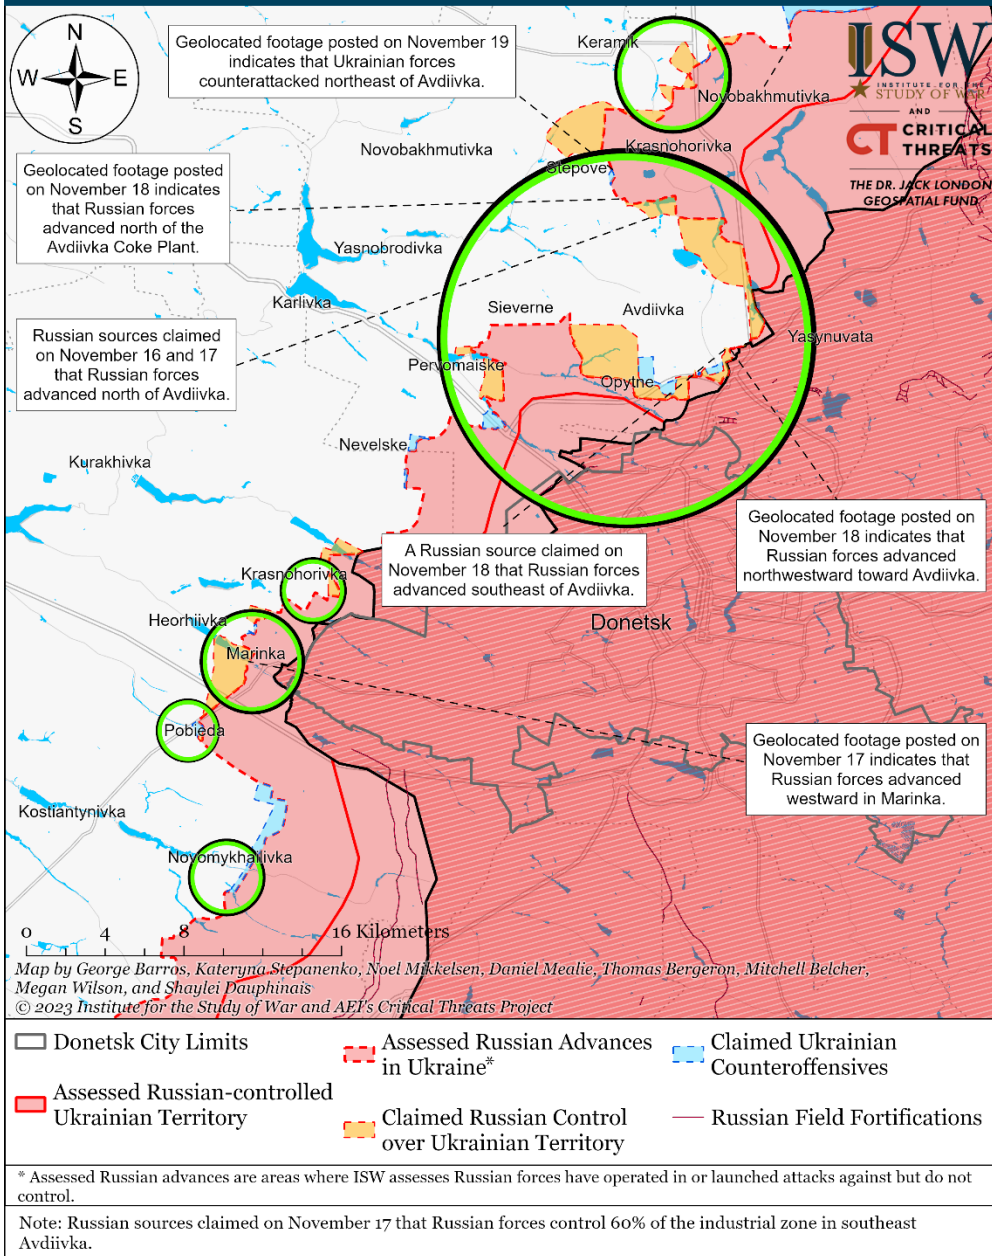 N
W
E
S
Geolocated footage posted on November 19
indicates that Ukrainian forces
counterattacked northeast of Avdiivka.
Keramik
ISW
INSTITUTE FOR THE
STUDY OF WAR
AND
CT CRITICAL
THREATS
THE DR. JACK LONDON
GEOSPATIAL FUND
Novobakhmutivka
Novobakhmutivka
Krasnohorivka
Stepove
Geolocated footage posted
on November 18 indicates
that Russian forces
advanced north of the
Avdiivka Coke Plant.
Yasnobrodivka
Karlivka
Sieverne
Avdiivka
Yasynuvata
Russian sources claimed
on November 16 and 17
that Russian forces
advanced north of Avdiivka.
Pervomaiske
Opytne
Nevelske
Kurakhivka
Geolocated footage posted on
November 18 indicates that
Russian forces advanced
northwestward toward Avdiivka.
A Russian source claimed on
November 18 that Russian forces
advanced southeast of Avdiivka.
Krasnohorivka
Heorhiivka
Donetsk
Marinka
Pobieda
Geolocated footage posted on
November 17 indicates that
Russian forces advanced
westward in Marinka.
Kostiantynivka
Novomykhailivka
0 4 8 16 Kilometers
Map by George Barros, Kateryna Stepanenko, Noel Mikkelsen, Daniel Mealie, Thomas Bergeron, Mitchell Belcher,
Megan Wilson, and Shaylei Dauphinais
© 2023 Institute for the Study of War and AEI's Critical Threats Project
Donetsk City Limits
Assessed Russian-controlled
Ukrainian Territory
Assessed Russian Advances
in Ukraine*
Claimed Russian Control
over Ukrainian Territory
Claimed Ukrainian
Counteroffensives
Russian Field Fortifications
* Assessed Russian advances are areas where ISW assesses Russian forces have operated in or launched attacks against but do not
control.
Note: Russian sources claimed on November 17 that Russian forces control 60% of the industrial zone in southeast
Avdiivka.